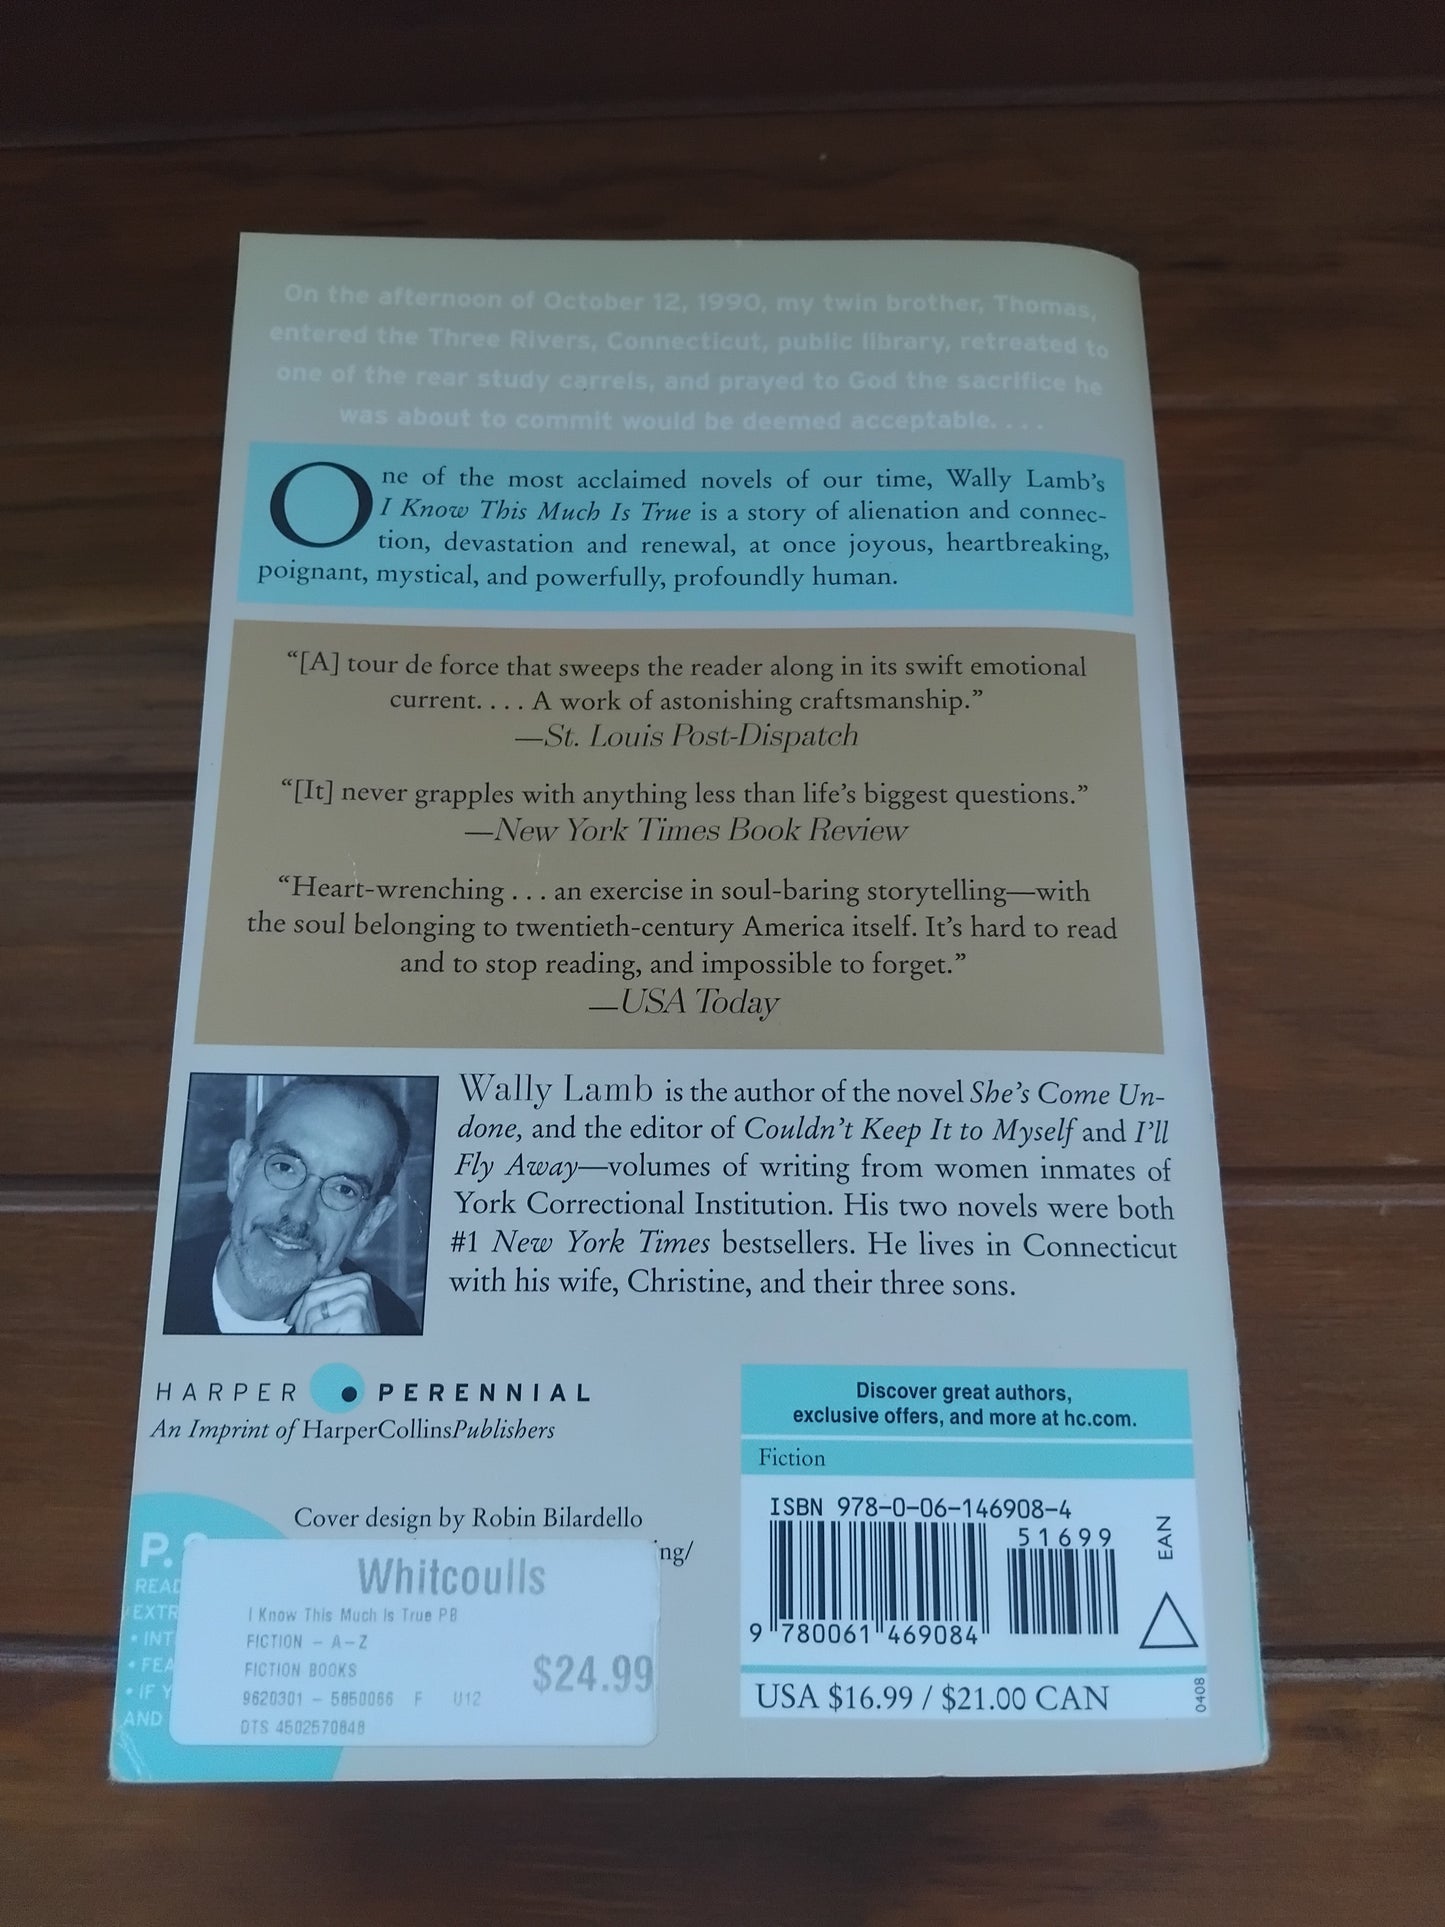 On the afternoon of October 12, 1990, my twin brother, Thomas,
entered the Three Rivers, Connecticut, public library, retreated to
one of the rear study carrels, and prayed to God the sacrifice he
was about to commit would be deemed acceptable. . . .
One of the most acclaimed novels of our time, Wally Lamb's
I Know This Much Is True is a story of alienation and connec-
tion, devastation and renewal, at once joyous, heartbreaking,
poignant, mystical, and powerfully, profoundly human.
“[A] tour de force that sweeps the reader along in its swift emotional
current. . . . A work of astonishing craftsmanship.”
—St. Louis Post-Dispatch
“[It] never grapples with anything less than life’s biggest questions.”
—New York Times Book Review
“Heart-wrenching . . . an exercise in soul-baring storytelling—with
the soul belonging to twentieth-century America itself. It’s hard to read
and to stop reading, and impossible to forget.”
—USA Today
Wally Lamb is the author of the novel She’s Come Un-
done, and the editor of Couldn’t Keep It to Myself and I’ll
Fly Away—volumes of writing from women inmates of
York Correctional Institution. His two novels were both
#1 New York Times bestsellers. He lives in Connecticut
with his wife, Christine, and their three sons.
HARPER PERENNIAL
An Imprint of HarperCollinsPublishers
Discover great authors,
exclusive offers, and more at hc.com.
Fiction
ISBN 978-0-06-146908-4
51699
EAN
9 780061 469084
USA $16.99 / $21.00 CAN
0408
Cover design by Robin Bilardello
ng/
P.
READ
EXTR
• INT
• FEA
• IF Y
AND
Whitcoulls
I Know This Much Is True PB
FICTION - A-Z
FICTION BOOKS
$24.99
9620301 - 5850066 F U12
DTS 4502570848